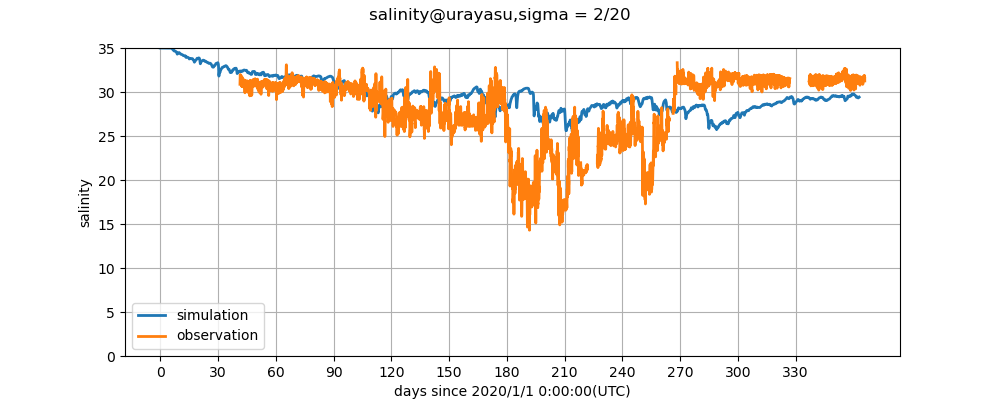 salinity@urayasu,sigma = 2/20
35
30
25
20
15
10
5
0
salinity
simulation
observation
0 30 60 90 120 150 180 210 240 270 300 330
days since 2020/1/1 0:00:00(UTC)